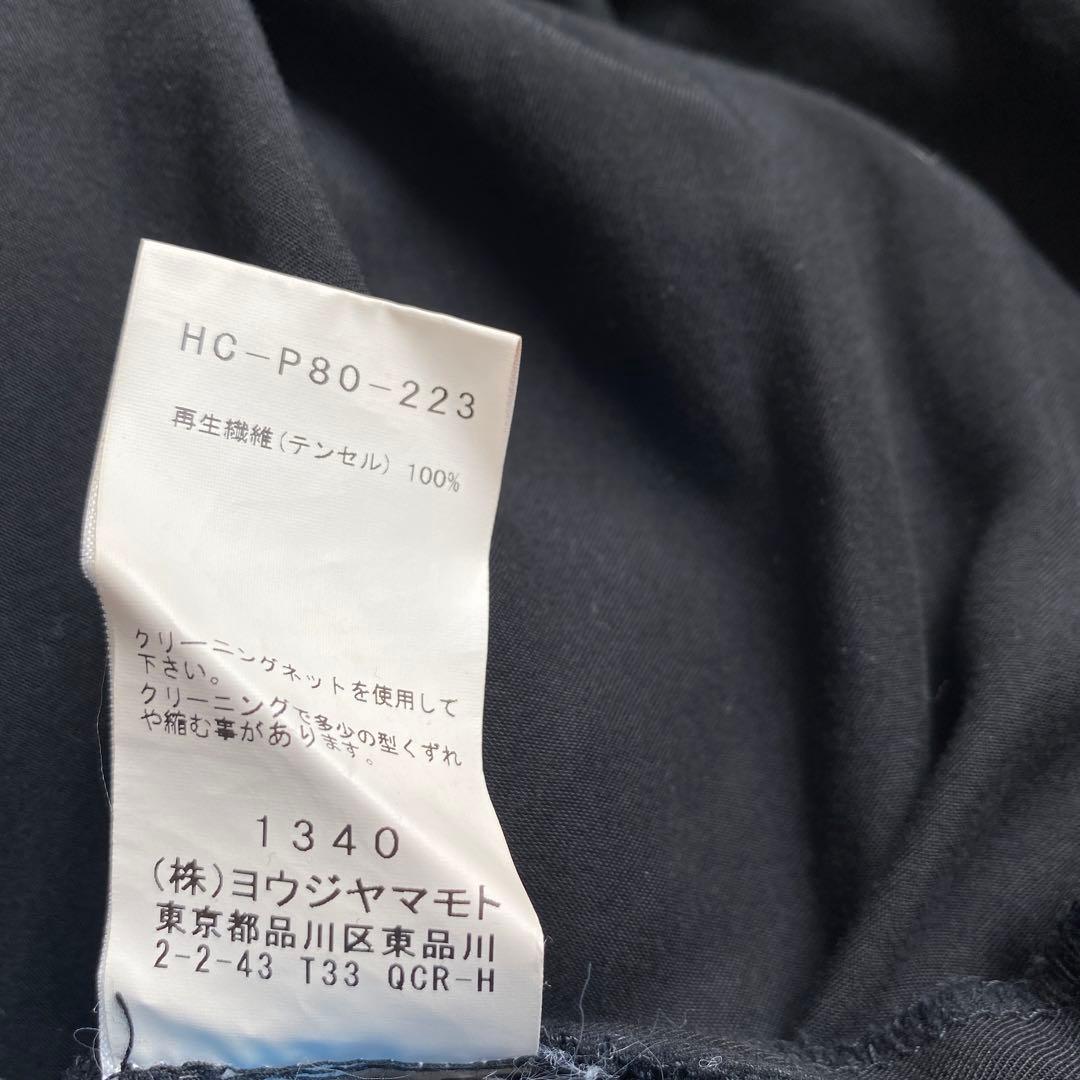 HC-P80-223
再生繊維(テンセル) 100%
クリーニングネットを使用して
下さい。
クリーニングで多少の型くずれ
や縮む事があります。
1340
(株)ヨウジヤマモト
東京都品川区東品川
2-2-43 T33 QCR-H